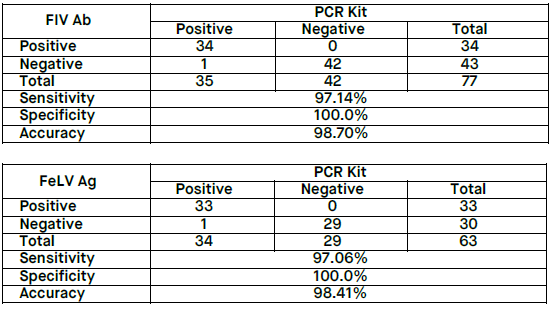 FIV Ab PCR Kit
Positive Negative Total
Positive 34 0 34
Negative 1 42 43
Total 35 42 77
Sensitivity 97.14%
Specificity 100.0%
Accuracy 98.70%
FeLV Ag PCR Kit
Positive Negative Total
Positive 33 0 33
Negative 1 29 30
Total 34 29 63
Sensitivity 97.06%
Specificity 100.0%
Accuracy 98.41%